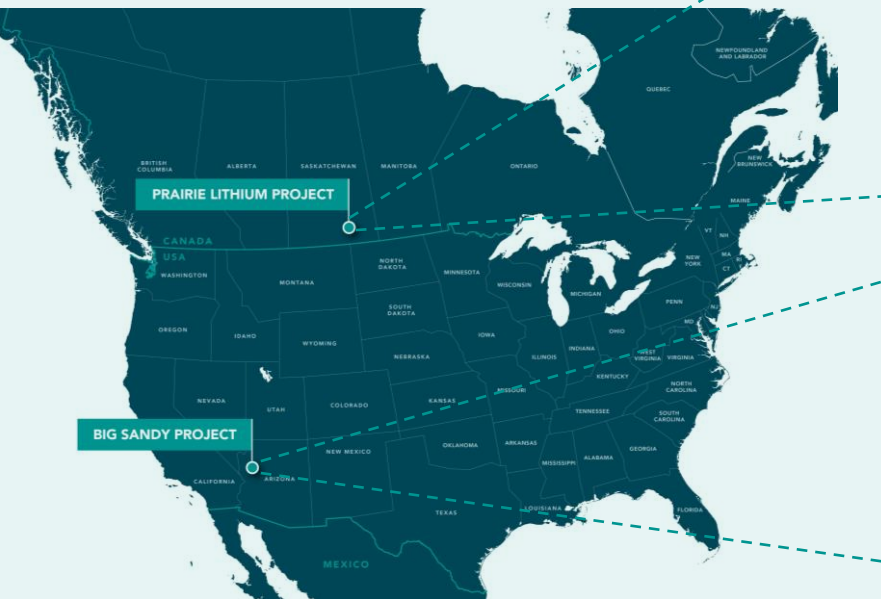 NEWFOUNDLAND
AND LABRADOR
QUEBEC
BRITISH
COLUMBIA
ALBERTA
SASKATCHEWAN
MANITOBA
ONTARIO
NEW
BRUNSWICK
PRAIRIE LITHIUM PROJECT
MAINE
CANADA
USA
WASHINGTON
MONTANA
NORTH
DAKOTA
MINNESOTA
WISCONSIN
MICHIGAN
NEW
YORK
VT
NH
MA
RI
CT
OREGON
IDAHO
WYOMING
SOUTH
DAKOTA
IOWA
PENN
NJ
MD
NEBRASKA
ILLINOIS
INDIANA
OHIO
WEST
VIRGINIA
VIRGINIA
NEVADA
UTAH
COLORADO
KANSAS
MISSOURI
KENTUCKY
NORTH
CAROLINA
TENNESSEE
SOUTH
CAROLINA
BIG SANDY PROJECT
CALIFORNIA
ARIZONA
NEW MEXICO
OKLAHOMA
ARKANSAS
MISSISSIPPI
ALABAMA
GEORGIA
TEXAS
LOUISIANA
FLORIDA
MEXICO